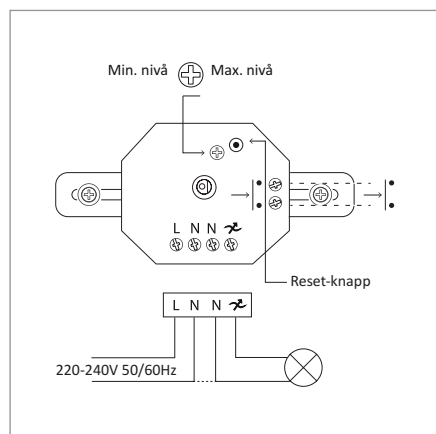 Min. nivå Max. nivå
L N N
Reset-knapp
L N N
220-240V 50/60Hz